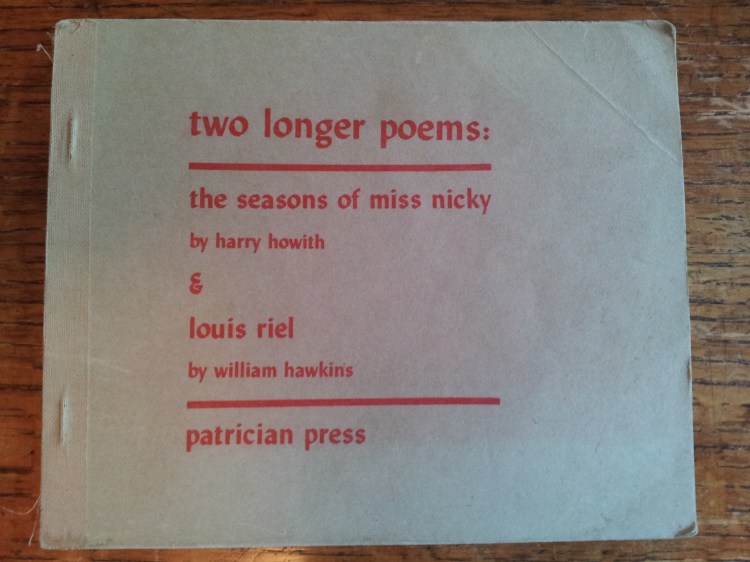 two longer poems:
the seasons of miss nicky
by harry howith
&
louis riel
by william hawkins
patrician press